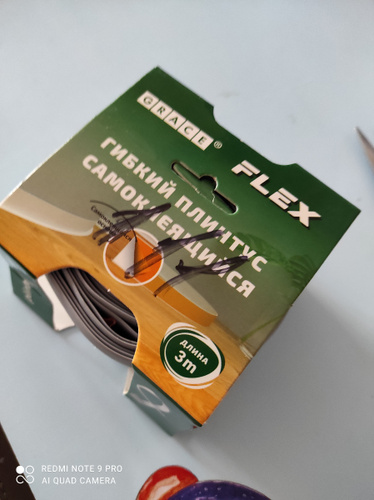 GRACE®
FLEX
ГИБКИЙ ПЛИНТУС
САМОКЛЕЯЩИЙСЯ
ДЛИНА
3m
REDMI NOTE 9 PRO
AI QUAD CAMERA